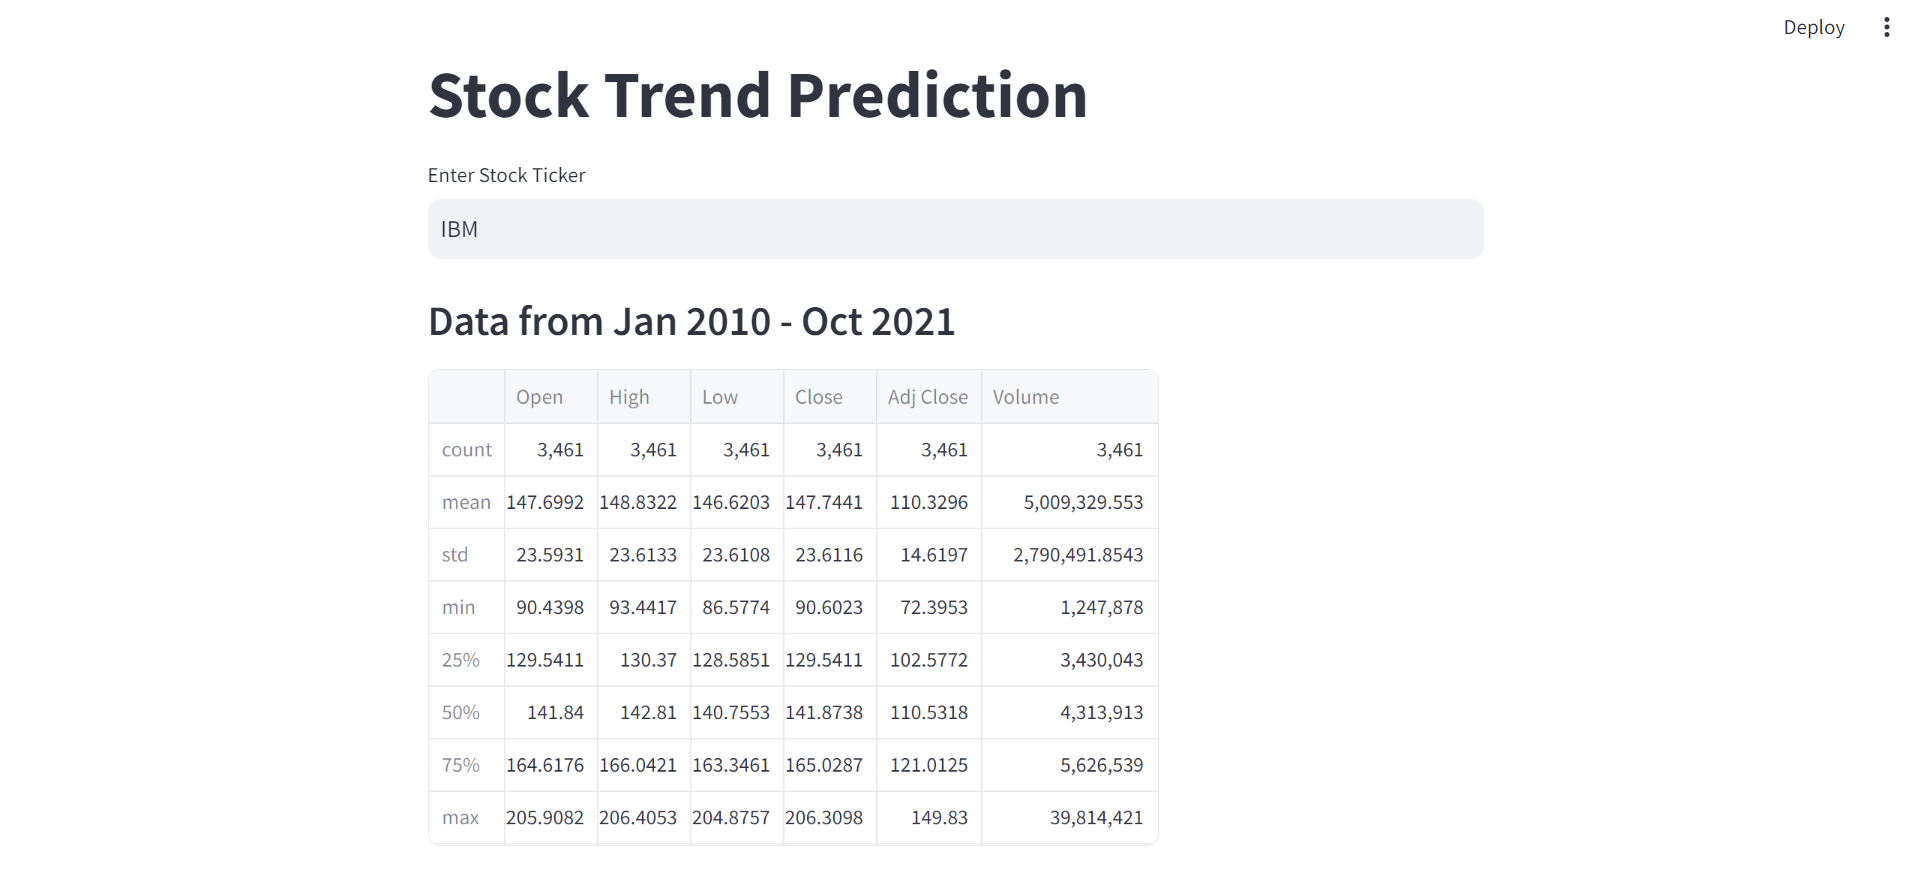 Deploy
Stock Trend Prediction
Enter Stock Ticker
IBM
Data from Jan 2010 - Oct 2021
Open High Low Close Adj Close Volume
count 3,461 3,461 3,461 3,461 3,461 3,461
mean 147.6992 148.8322 146.6203 147.7441 110.3296 5,009,329.553
std 23.5931 23.6133 23.6108 23.6116 14.6197 2,790,491.8543
min 90.4398 93.4417 86.5774 90.6023 72.3953 1,247,878
25% 129.5411 130.37 128.5851 129.5411 102.5772 3,430,043
50% 141.84 142.81 140.7553 141.8738 110.5318 4,313,913
75% 164.6176 166.0421 163.3461 165.0287 121.0125 5,626,539
max 205.9082 206.4053 204.8757 206.3098 149.83 39,814,421